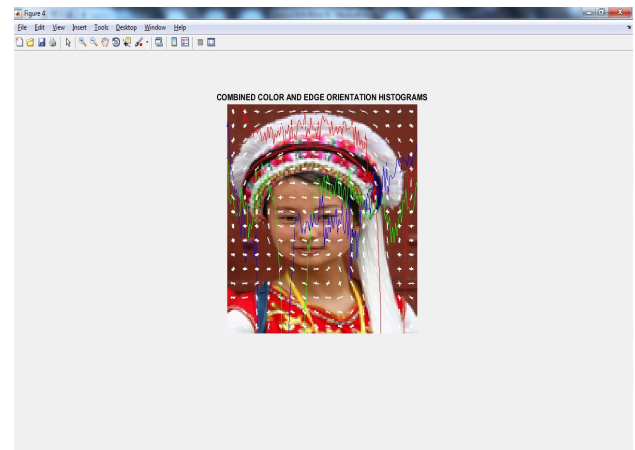 Figure 4
File Edit View Insert Tools Desktop Window Help
COMBINED COLOR AND EDGE ORIENTATION HISTOGRAMS